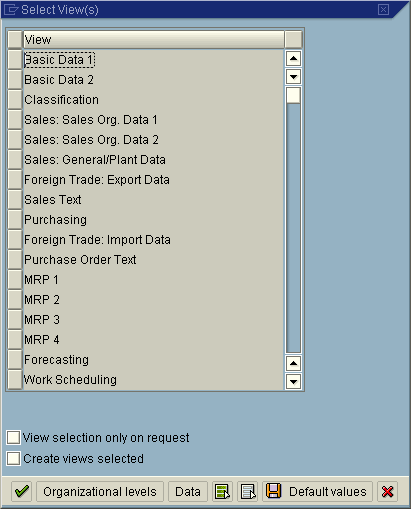 Select View(s)
View
Basic Data 1
Basic Data 2
Classification
Sales: Sales Org. Data 1
Sales: Sales Org. Data 2
Sales: General/Plant Data
Foreign Trade: Export Data
Sales Text
Purchasing
Foreign Trade: Import Data
Purchase Order Text
MRP 1
MRP 2
MRP 3
MRP 4
Forecasting
Work Scheduling
View selection only on request
Create views selected
Organizational levels Data Default values